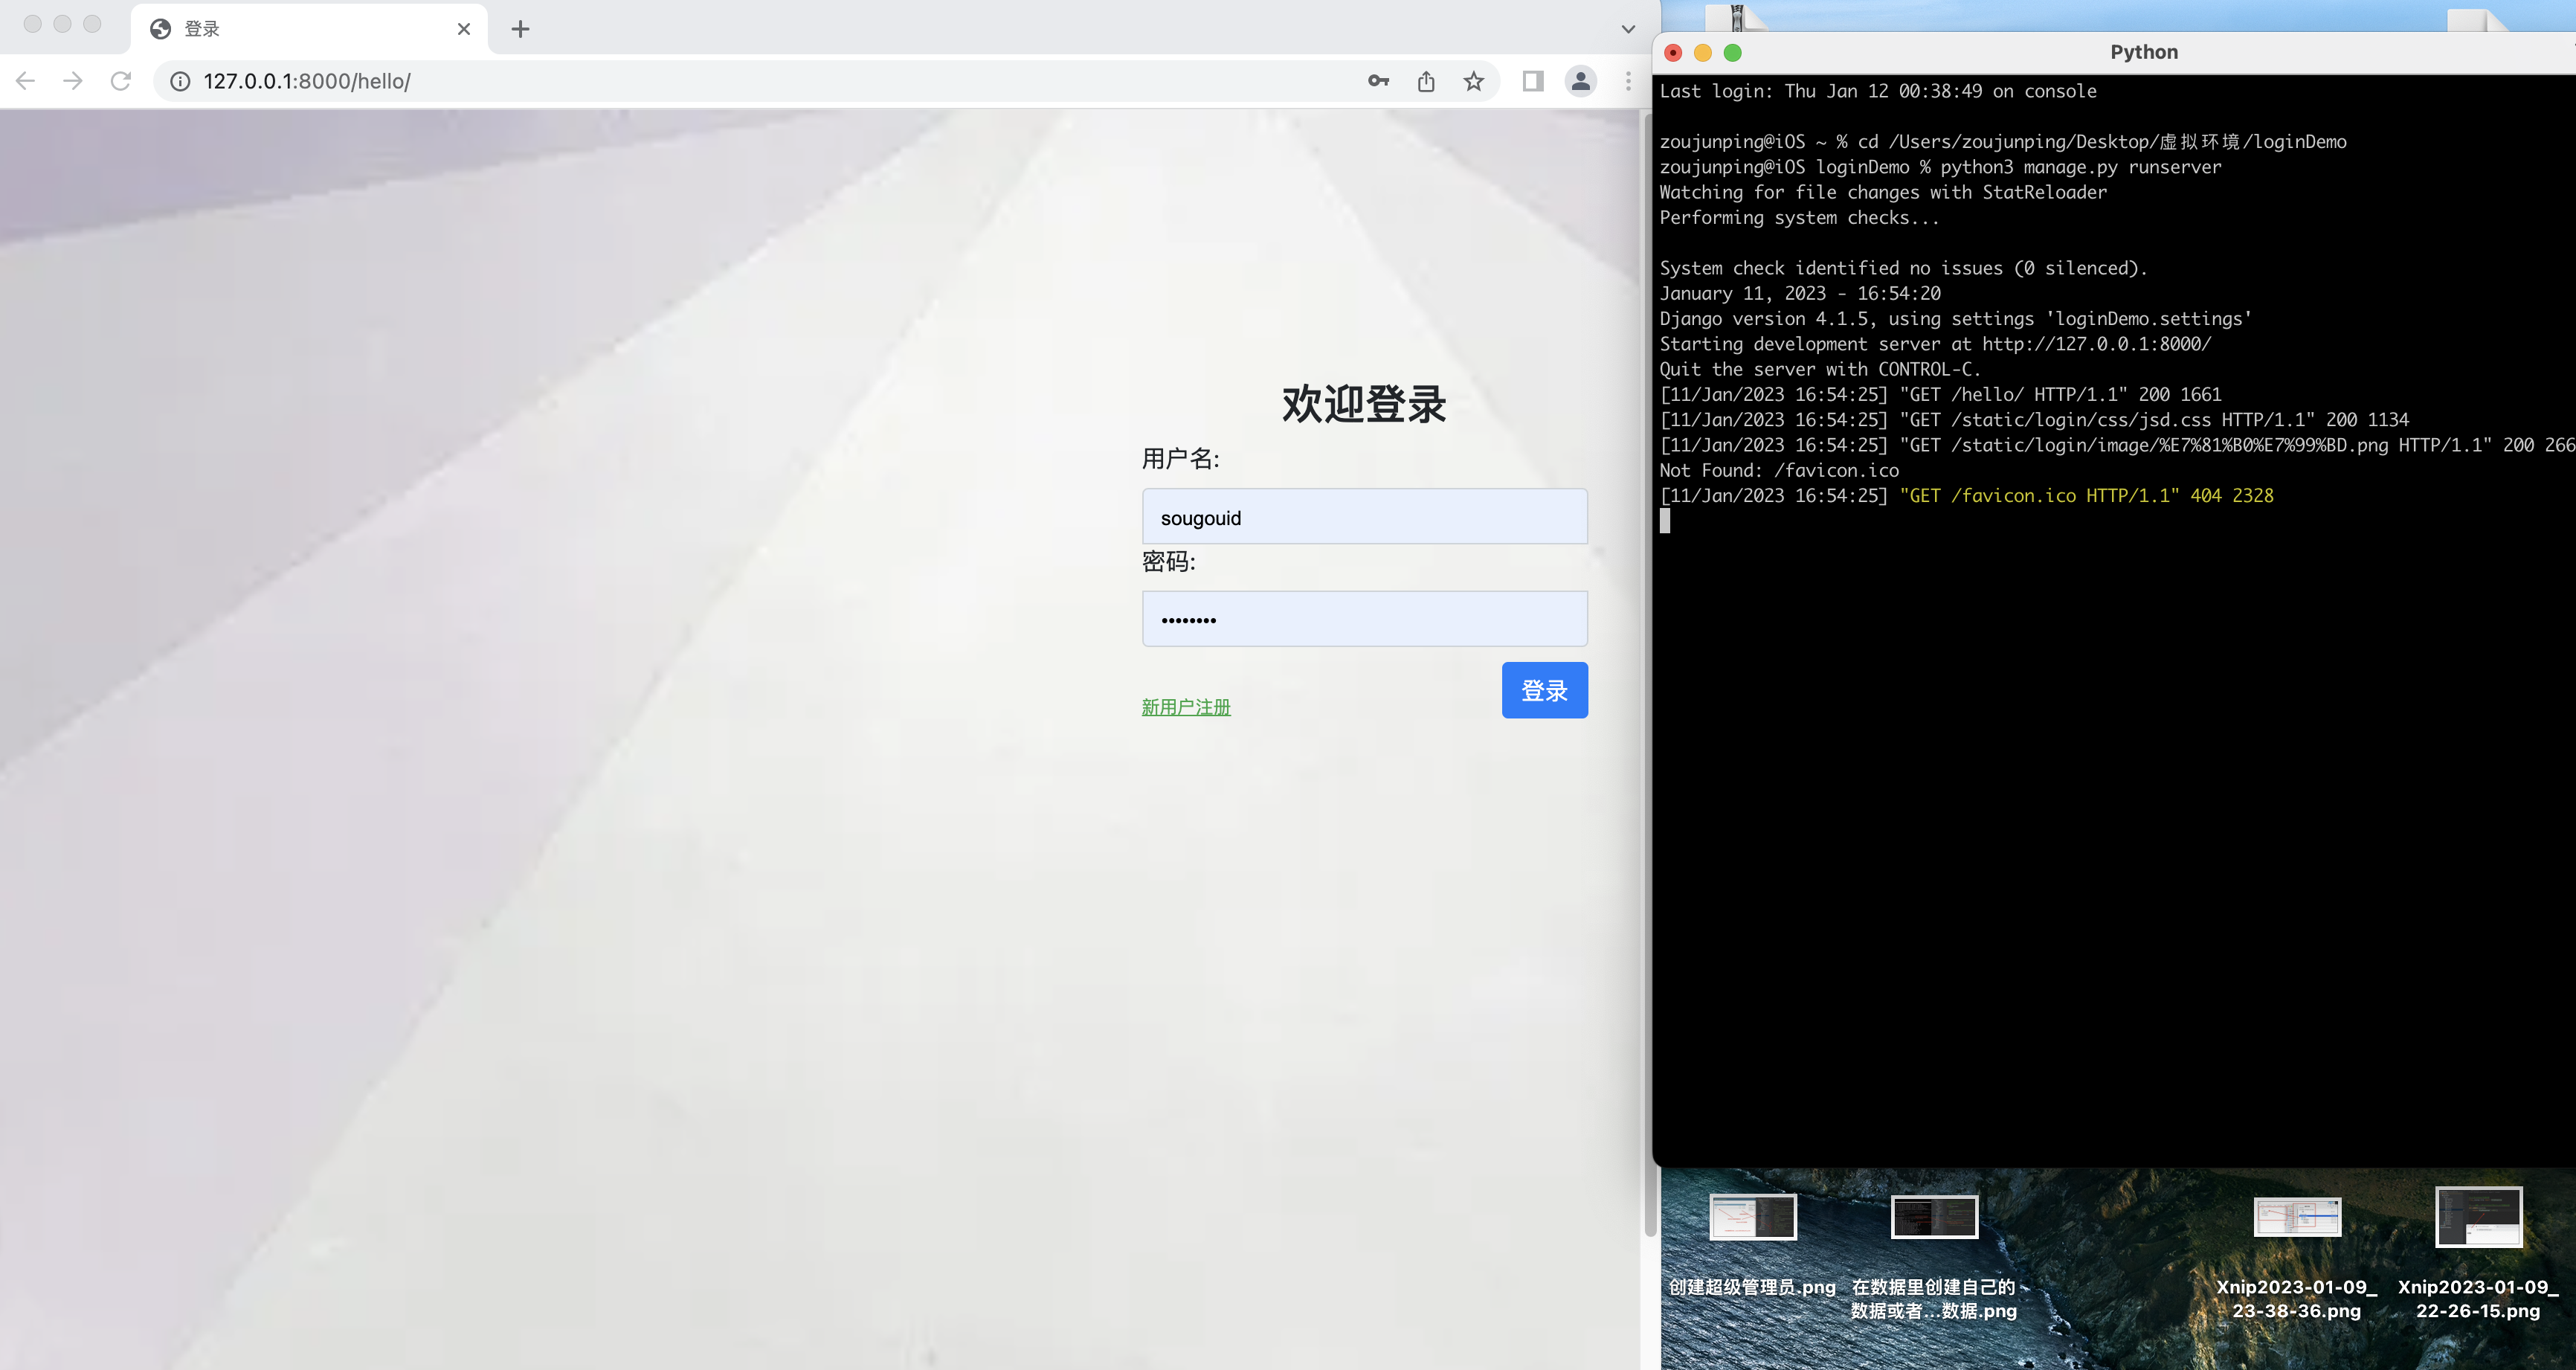 登录
127.0.0.1:8000/hello/
欢迎登录
用户名:
sougouid
密码:
••••••••
登录
新用户注册
Python
Last login: Thu Jan 12 00:38:49 on console
zoujunping@iOS ~ % cd /Users/zoujunping/Desktop/虚拟环境/loginDemo
zoujunping@iOS loginDemo % python3 manage.py runserver
Watching for file changes with StatReloader
Performing system checks...
System check identified no issues (0 silenced).
January 11, 2023 - 16:54:20
Django version 4.1.5, using settings 'loginDemo.settings'
Starting development server at http://127.0.0.1:8000/
Quit the server with CONTROL-C.
[11/Jan/2023 16:54:25] "GET /hello/ HTTP/1.1" 200 1661
[11/Jan/2023 16:54:25] "GET /static/login/css/jsd.css HTTP/1.1" 200 1134
[11/Jan/2023 16:54:25] "GET /static/login/image/%E7%81%B0%E7%99%BD.png HTTP/1.1" 200 266
Not Found: /favicon.ico
[11/Jan/2023 16:54:25] "GET /favicon.ico HTTP/1.1" 404 2328
创建超级管理员.png
在数据里创建自己的
数据或者...数据.png
Xnip2023-01-09_
23-38-36.png
Xnip2023-01-09_
22-26-15.png